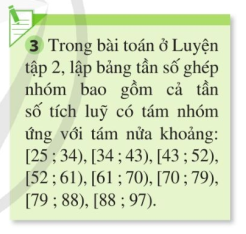 3 Trong bài toán ở Luyện
tập 2, lập bảng tần số ghép
nhóm bao gồm cả tần
số tích luỹ có tám nhóm
ứng với tám nửa khoảng:
[25 ; 34), [34 ; 43), [43 ; 52),
[52 ; 61), [61 ; 70), [70 ; 79),
[79 ; 88), [88 ; 97).